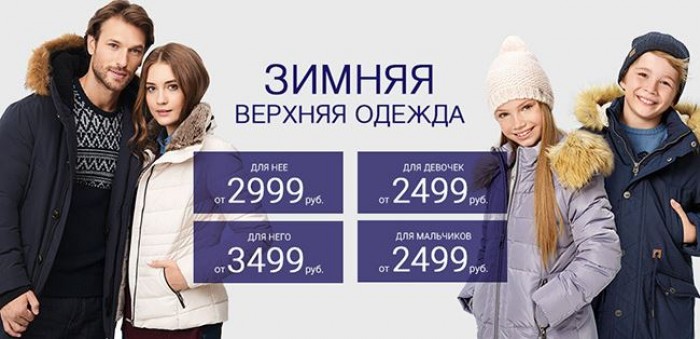 ЗИМНЯЯ
ВЕРХНЯЯ ОДЕЖДА
ДЛЯ НЕЕ
от 2999 руб.
ДЛЯ ДЕВОЧЕК
от 2499 руб.
ДЛЯ НЕГО
от 3499 руб.
ДЛЯ МАЛЬЧИКОВ
от 2499 руб.